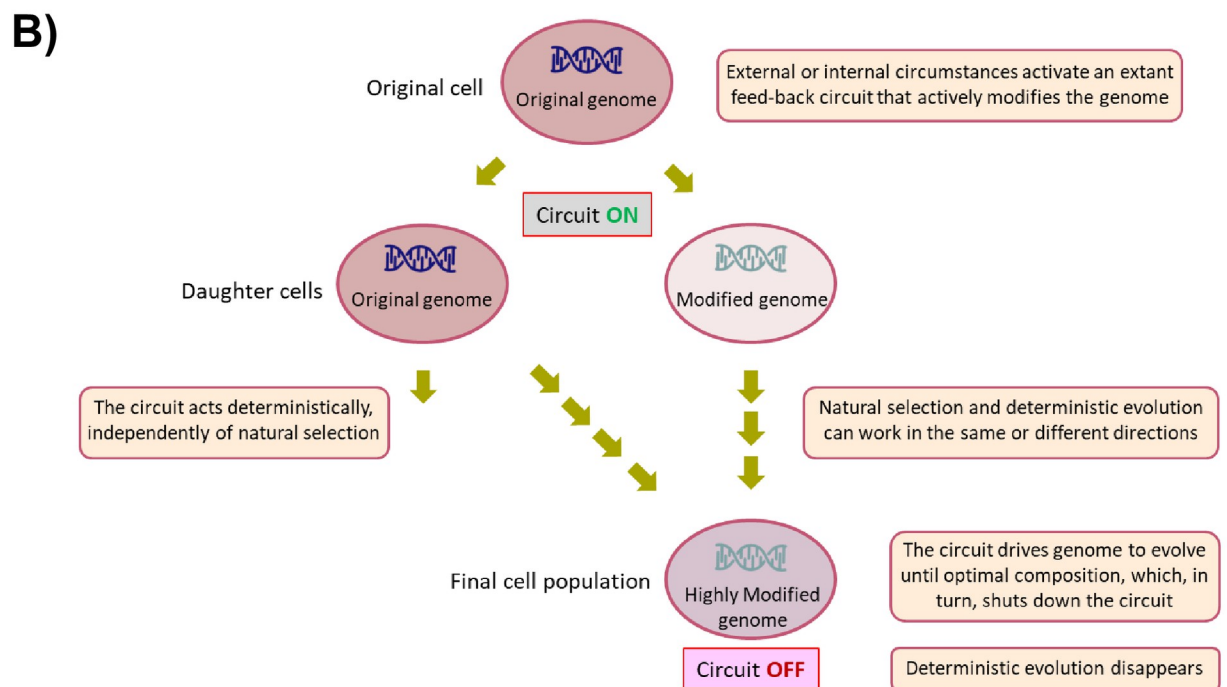 B)
Original cell
Original genome
External or internal circumstances activate an extant
feed-back circuit that actively modifies the genome
Circuit ON
Daughter cells
Original genome
Modified genome
The circuit acts deterministically,
independently of natural selection
Natural selection and deterministic evolution
can work in the same or different directions
Final cell population
Highly Modified
genome
The circuit drives genome to evolve
until optimal composition, which, in
turn, shuts down the circuit
Circuit OFF
Deterministic evolution disappears